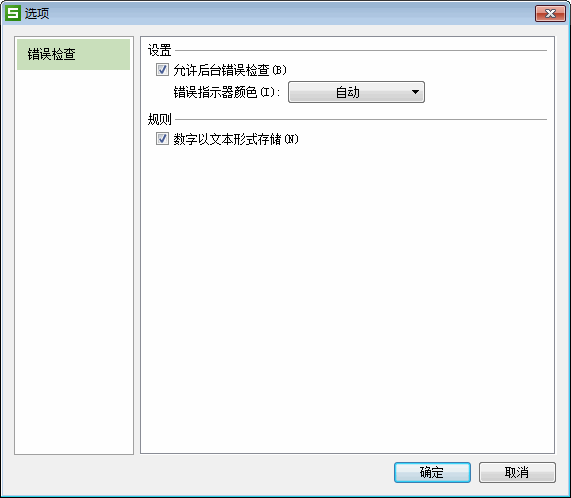 选项
错误检查
设置
允许后台错误检查(B)
错误指示器颜色(I):
自动
规则
数字以文本形式存储(N)
确定
取消